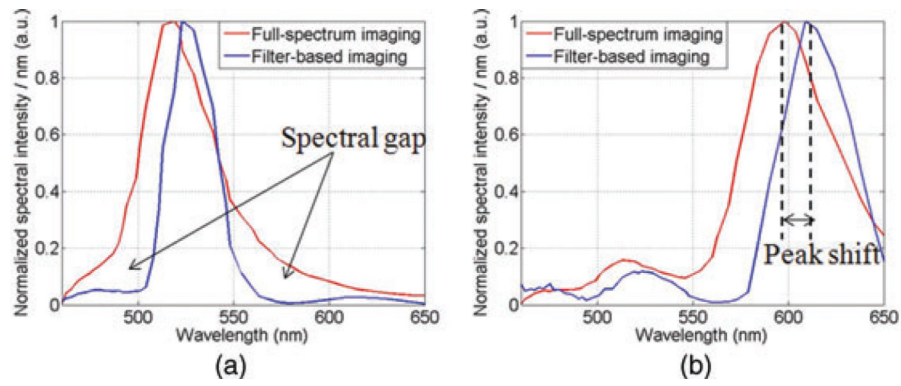 (a)
Normalized spectral intensity / nm (a.u.)
1
0.8
0.6
0.4
0.2
0
Full-spectrum imaging
Filter-based imaging
Spectral gap
500
550
600
650
Wavelength (nm)
(a)
(b)
Normalized spectral intensity / nm (a.u.)
1
0.8
0.6
0.4
0.2
0
Full-spectrum imaging
Filter-based imaging
Peak shift
500
550
600
650
Wavelength (nm)
(b)